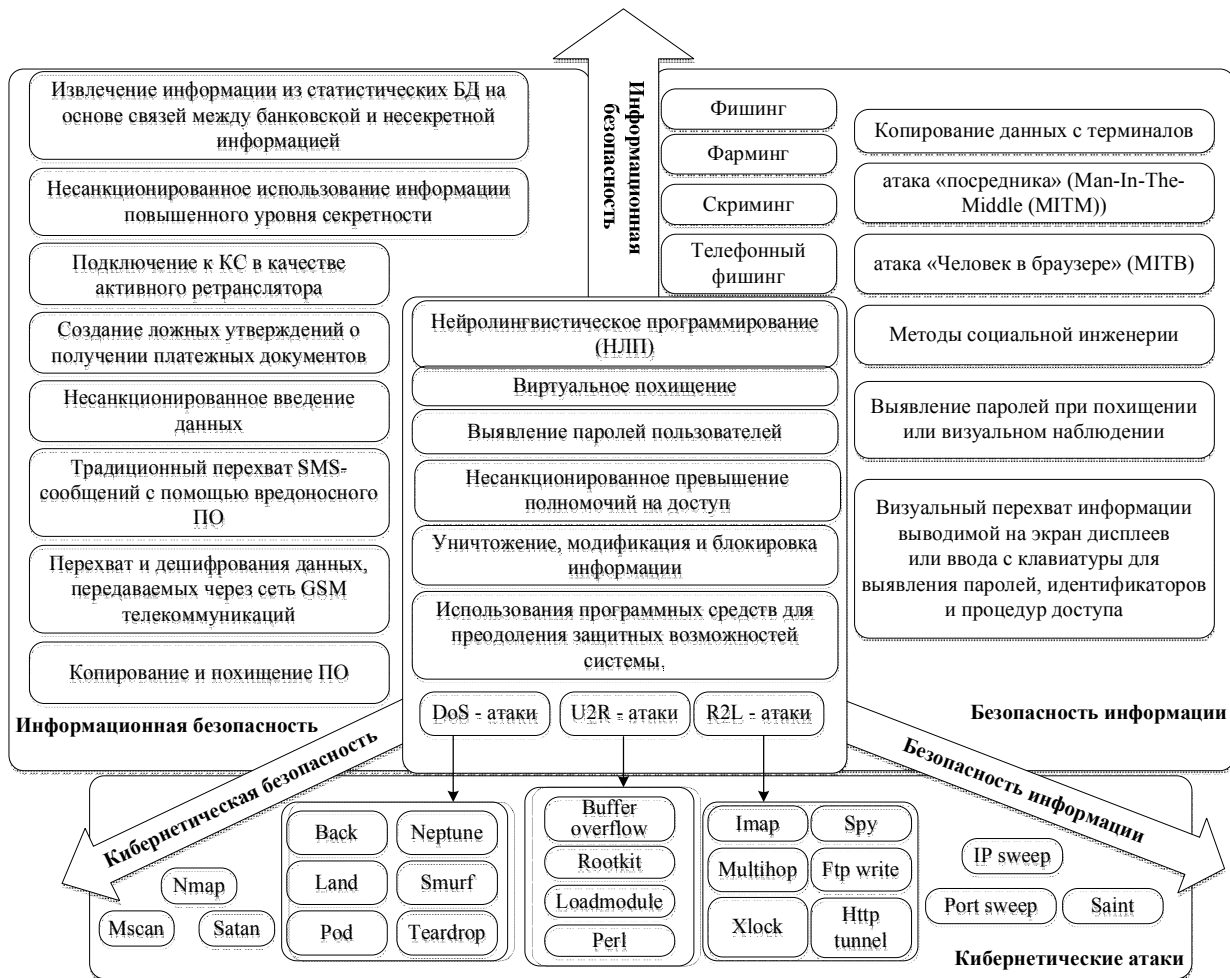 Информационная
безопасность
Извлечение информации из статистических БД на
основе связей между банковской и несекретной
информацией
Несанкционированное использование информации
повышенного уровня секретности
Подключение к КС в качестве
активного ретранслятора
Создание ложных утверждений о
получении платежных документов
Несанкционированное введение
данных
Традиционный перехват SMS-
сообщений с помощью вредоносного
ПО
Перехват и дешифрования данных,
передаваемых через сеть GSM
телекоммуникаций
Копирование и похищение ПО
Информационная безопасность
Фишинг
Фарминг
Скриминг
Телефонный
фишинг
Копирование данных с терминалов
атака «посредника» (Man-In-The-
Middle (MITM))
атака «Человек в браузере» (MITB)
Методы социальной инженерии
Выявление паролей при похищении
или визуальном наблюдении
Визуальный перехват информации
выводимой на экран дисплеев
или ввода с клавиатуры для
выявления паролей, идентификаторов
и процедур доступа
Безопасность информации
Нейролингвистическое программирование
(НЛП)
Виртуальное похищение
Выявление паролей пользователей
Несанкционированное превышение
полномочий на доступ
Уничтожение, модификация и блокировка
информации
Использования программных средств для
преодоления защитных возможностей
системы.
DoS - атаки
U2R - атаки
R2L - атаки
Кибернетическая безопасность
Безопасность информации
Nmap
Mscan
Satan
Back
Neptune
Land
Smurf
Pod
Teardrop
Buffer
overflow
Rootkit
Loadmodule
Perl
Imap
Spy
Multihop
Ftp write
Xlock
Http
tunnel
IP sweep
Port sweep
Saint
Кибернетические атаки